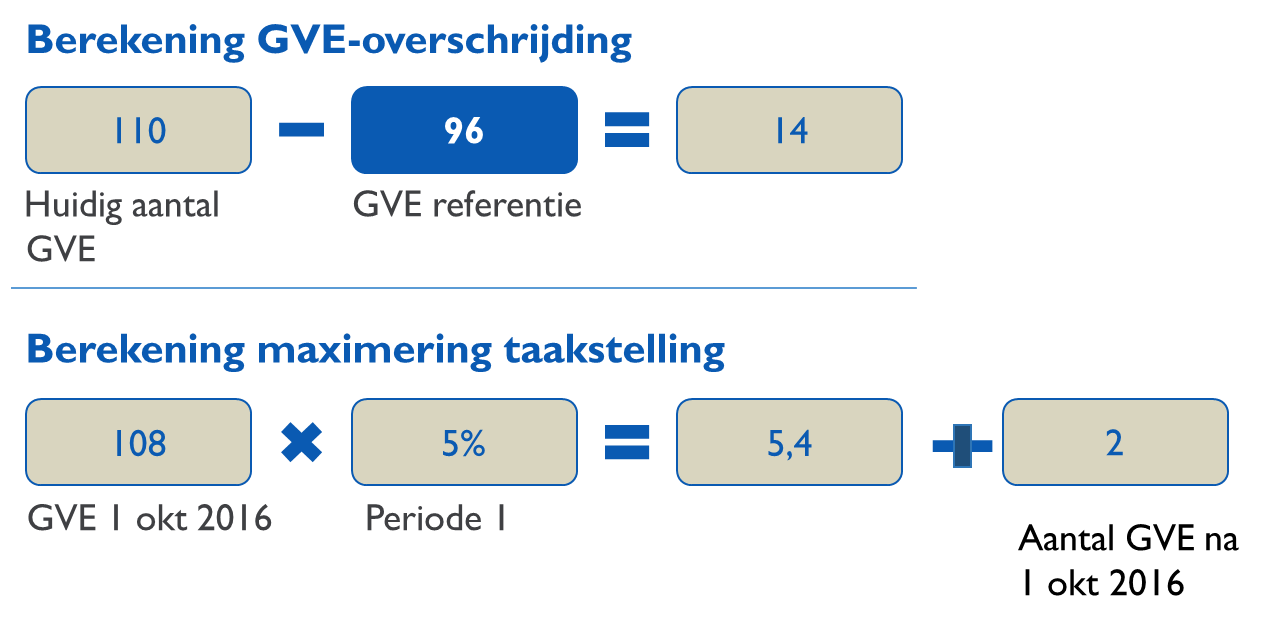 Berekening GVE-overschrijding
110 − 96 = 14
Huidig aantal GVE referentie
GVE
Berekening maximering taakstelling
108 × 5% = 5,4 + 2
GVE 1 okt 2016 Periode 1
Aantal GVE na
1 okt 2016